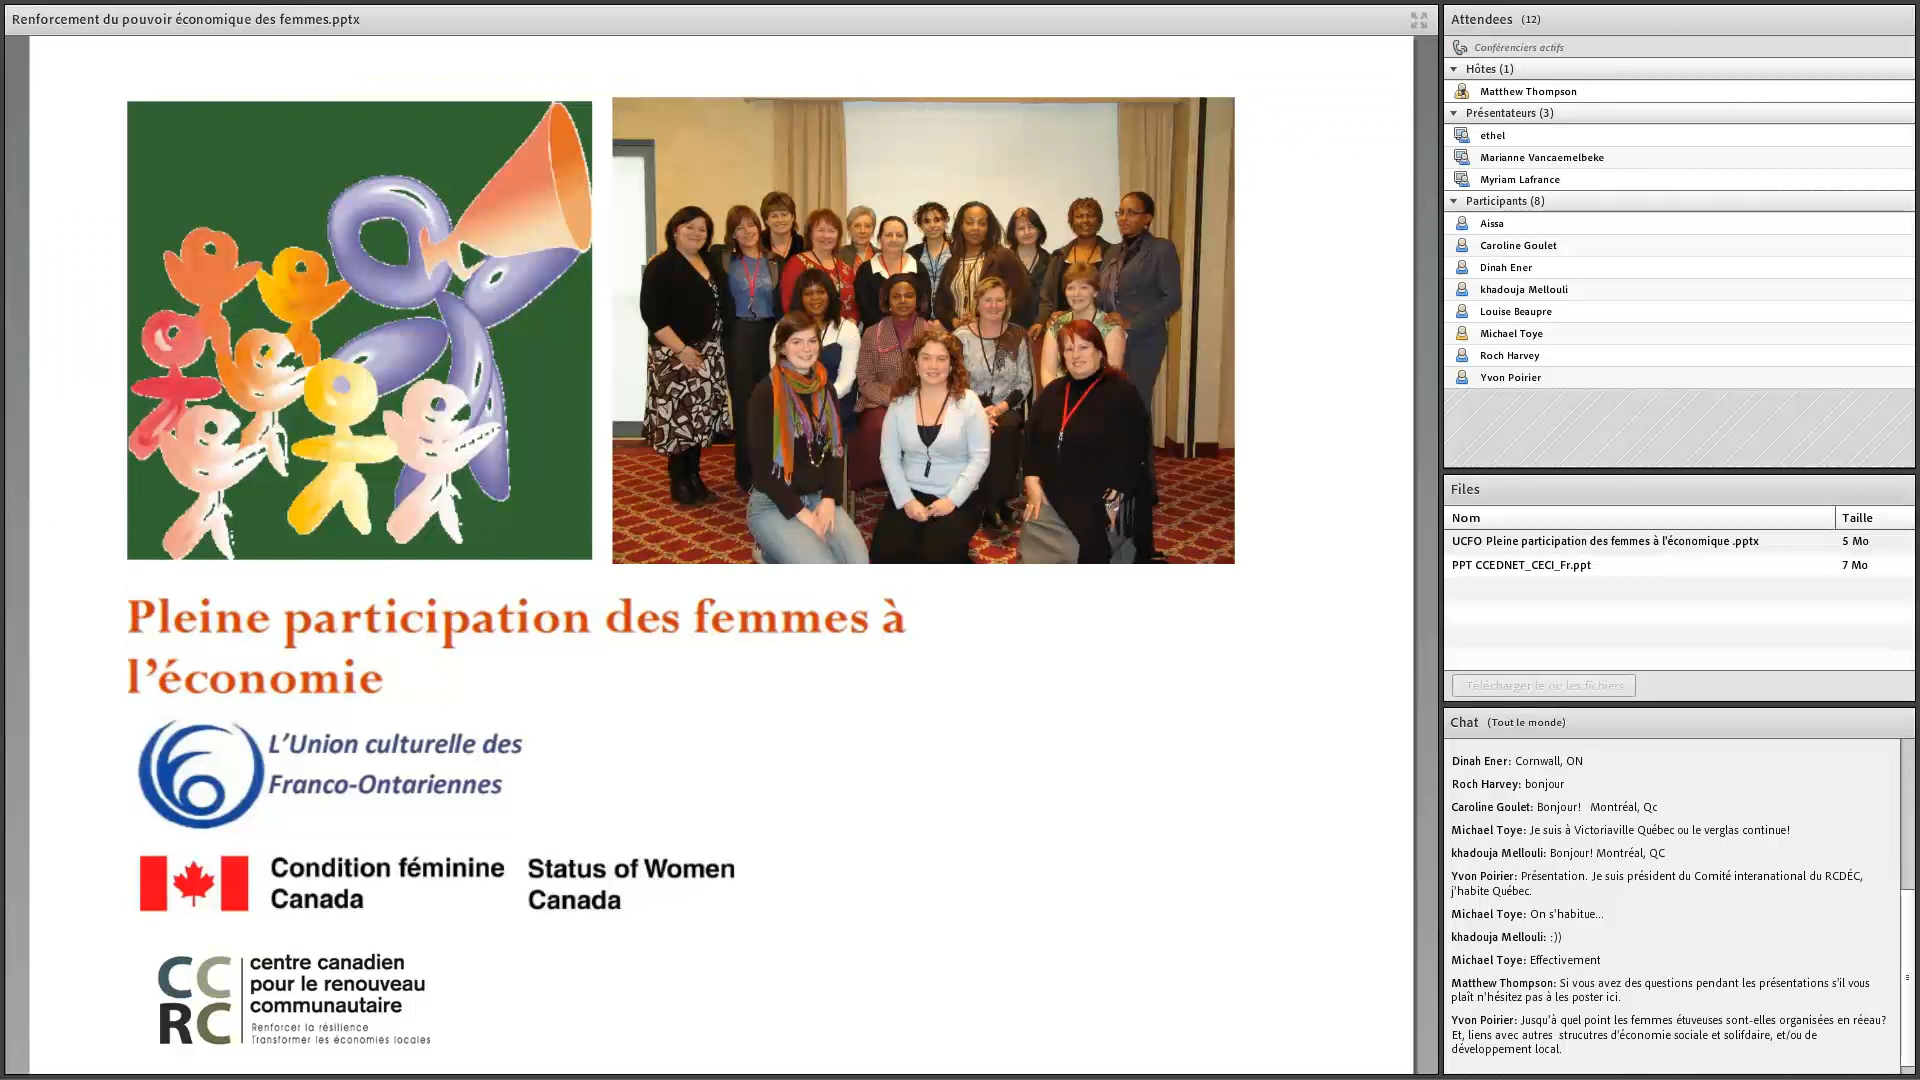 Renforcement du pouvoir économique des femmes.pptx
Pleine participation des femmes à
l'économie
L'Union culturelle des
Franco-Ontariennes
Condition féminine Status of Women
Canada Canada
CC
RC
centre canadien
pour le renouveau
communautaire
Renforcer la résilience
Transformer les économies locales
Attendees (12)
Conférenciers actifs
Hôtes (1)
Matthew Thompson
Présentateurs (3)
ethel
Marianne Vancaemelbeke
Myriam Lafrance
Participants (8)
Aissa
Caroline Goulet
Dinah Ener
khadouja Mellouli
Louise Beaupre
Michael Toye
Roch Harvey
Yvon Poirier
Files
Nom Taille
UCFO Pleine participation des femmes à l'économique .pptx 5 Mo
PPT CCEDNET_CECI_Fr.ppt 7 Mo
Télécharger le ou les fichiers
Chat (Tout le monde)
Dinah Ener: Cornwall, ON
Roch Harvey: bonjour
Caroline Goulet: Bonjour! Montréal, Qc
Michael Toye: Je suis à Victoriaville Québec ou le verglas continue!
khadouja Mellouli: Bonjour! Montréal, QC
Yvon Poirier: Présentation. Je suis président du Comité interanational du RCDÉC,
j'habite Québec.
Michael Toye: On s'habitue...
khadouja Mellouli: :))
Michael Toye: Effectivement
Matthew Thompson: Si vous avez des questions pendant les présentations s'il vous
plaît n'hésitez pas à les poster ici.
Yvon Poirier: Jusqu'à quel point les femmes étuveuses sont-elles organisées en réeau?
Et, liens avec autres strucutres d'économie sociale et solifdaire, et/ou de
développement local.